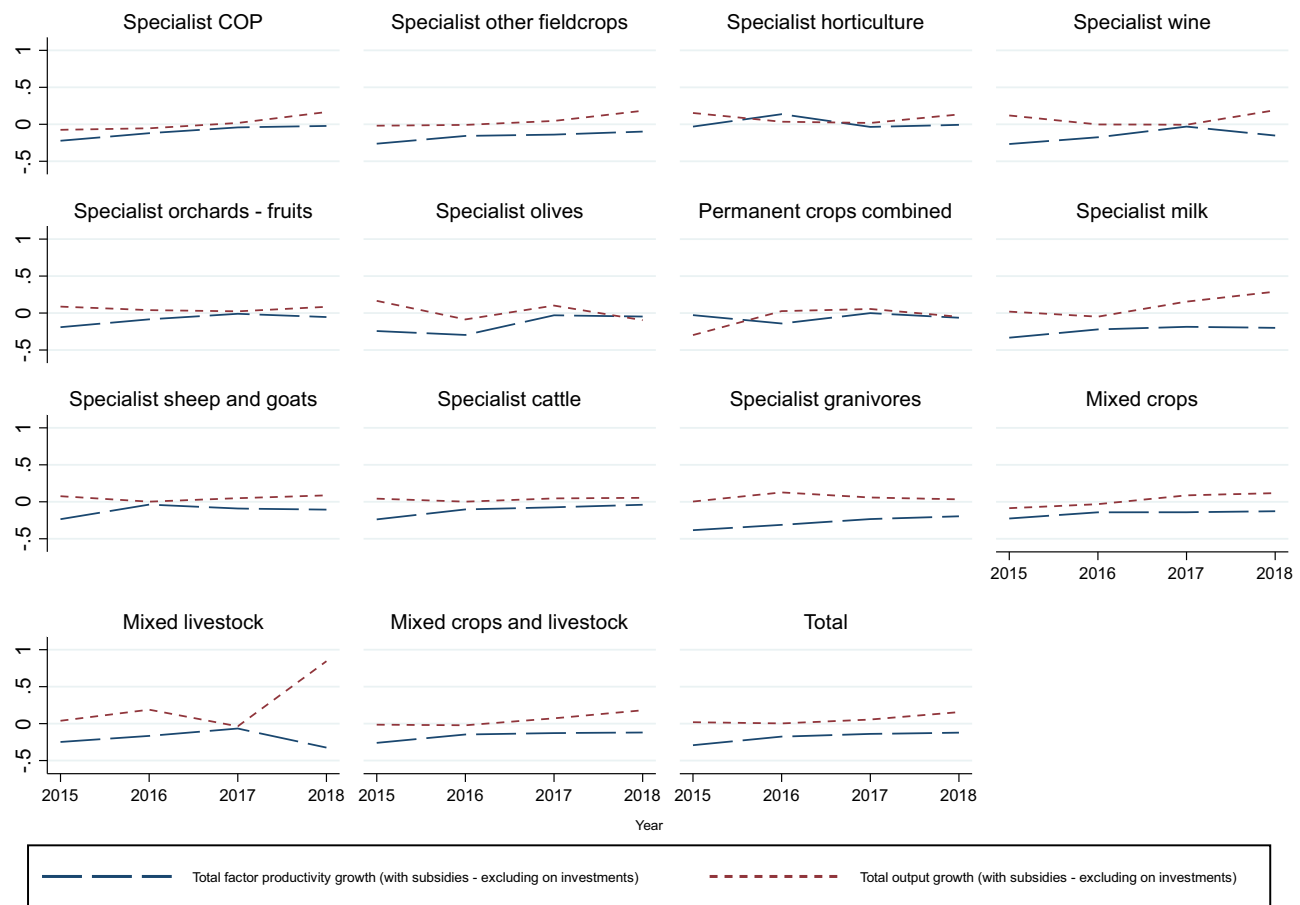 Specialist COP
Specialist other fieldcrops
Specialist horticulture
Specialist wine
1
.5
0
-.5
Specialist orchards - fruits
Specialist olives
Permanent crops combined
Specialist milk
1
.5
0
-.5
Specialist sheep and goats
Specialist cattle
Specialist granivores
Mixed crops
1
.5
0
-.5
2015 2016 2017 2018
Mixed livestock
Mixed crops and livestock
Total
1
.5
0
-.5
2015 2016 2017 2018
2015 2016 2017 2018
2015 2016 2017 2018
Year
Total factor productivity growth (with subsidies - excluding on investments)
Total output growth (with subsidies - excluding on investments)